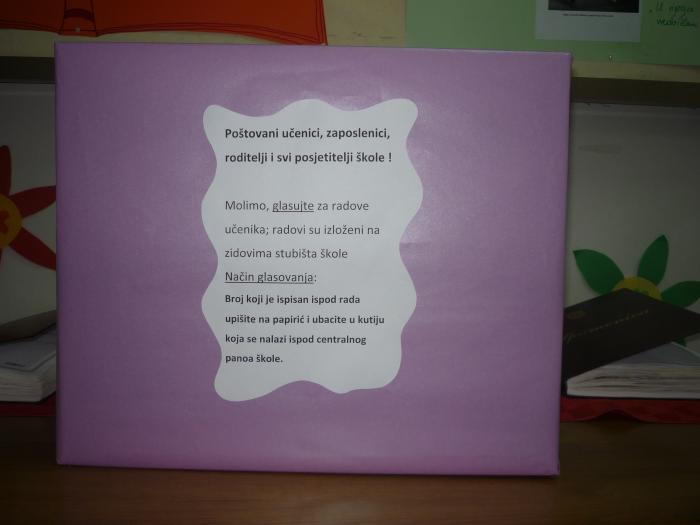 Poštovani učenici, zaposlenici,
roditelji i svi posjetitelji škole !
Molimo, glasujte za radove
učenika; radovi su izloženi na
zidovima stubišta škole
Način glasovanja:
Broj koji je ispisan ispod rada
upišite na papirić i ubacite u kutiju
koja se nalazi ispod centralnog
panoa škole.